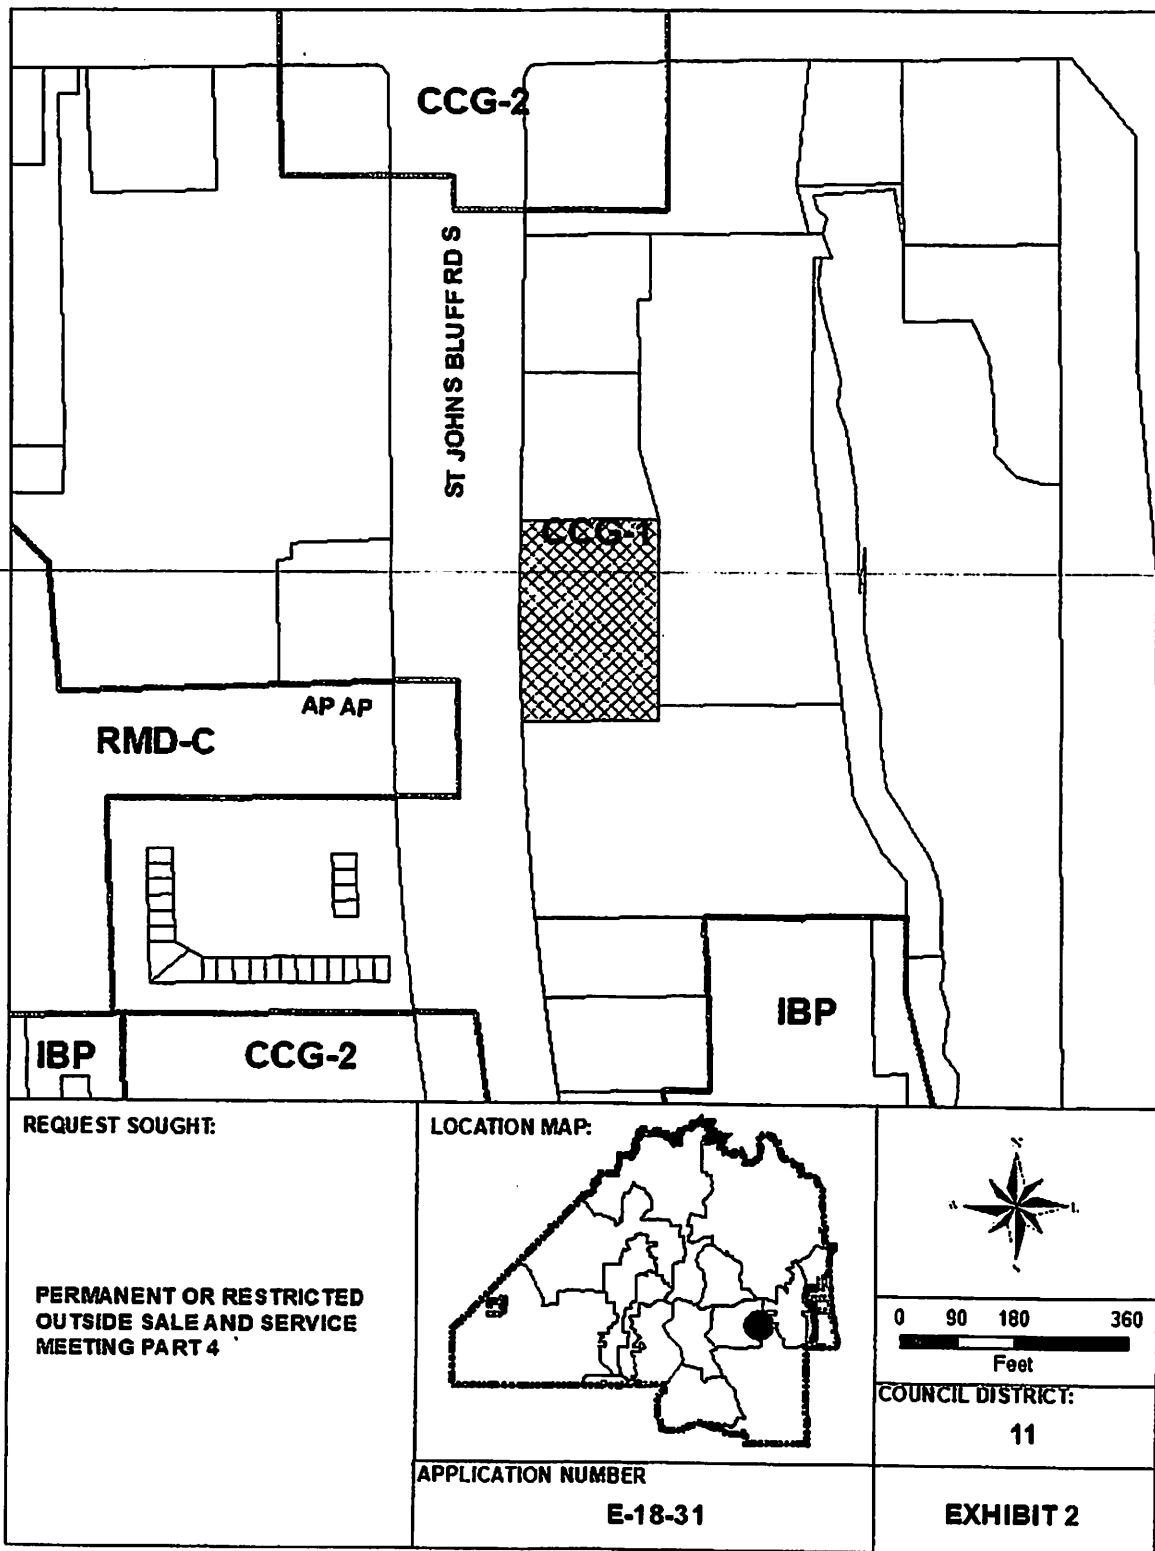 CCG-2
ST JOHNS BLUFF RD S
CCG-1
AP AP
RMD-C
IBP
IBP
CCG-2
REQUEST SOUGHT:
PERMANENT OR RESTRICTED
OUTSIDE SALE AND SERVICE
MEETING PART 4
LOCATION MAP:
0 90 180 360
Feet
COUNCIL DISTRICT:
11
APPLICATION NUMBER
E-18-31
EXHIBIT 2